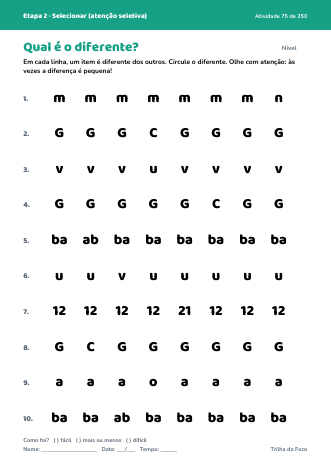 Etapa 2 · Selecionar (atenção seletiva) Atividade 75 de 250
Qual é o diferente? Nível
Em cada linha, um item é diferente dos outros. Circule o diferente. Olhe com atenção: às
vezes a diferença é pequena!
1. m m m m m m m n
2. G G G C G G G G
3. v v v u v v v v
4. G G G G G C G G
5. ba ab ba ba ba ba ba ba
6. u u v u u u u u
7. 12 12 12 12 21 12 12 12
8. G C G G G G G G
9. a a a o a a a a
10. ba ba ab ba ba ba ba ba
Como foi? ( ) fácil ( ) mais ou menos ( ) difícil
Nome: ____________________ Data: ___/___ Tempo: ______ Trilha do Foco